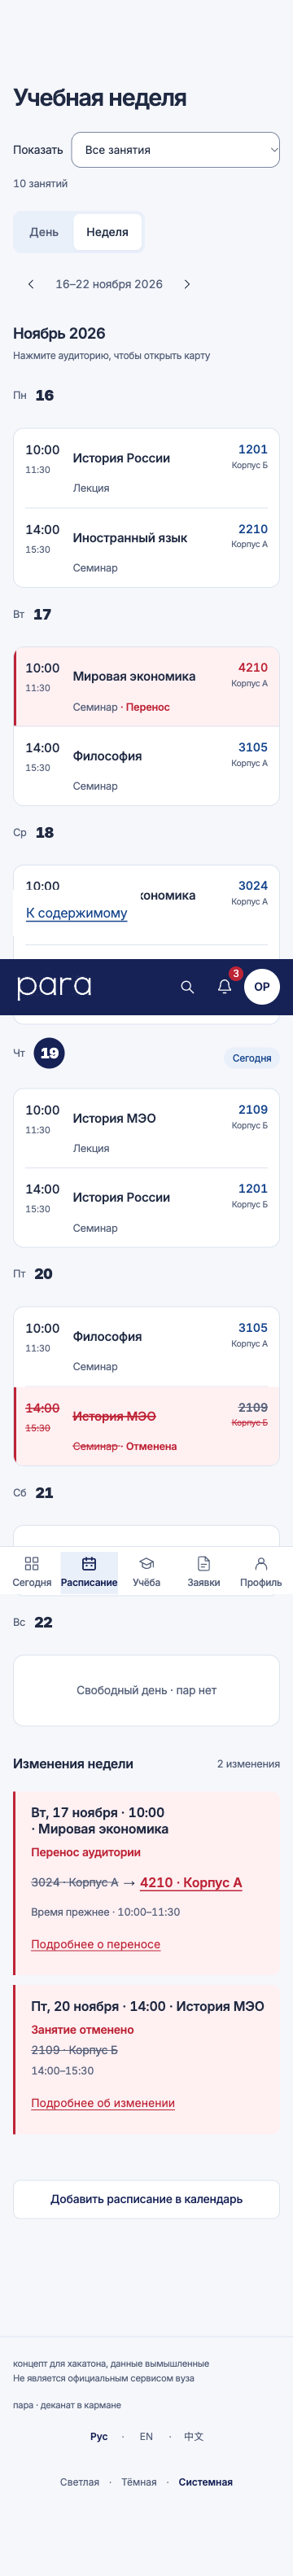 Учебная неделя
Показать Все занятия
10 занятий
День Неделя
16–22 ноября 2026
Ноябрь 2026
Нажмите аудиторию, чтобы открыть карту
Пн 16
10:00 История России 1201
11:30 Корпус Б
Лекция
14:00 Иностранный язык 2210
15:30 Корпус А
Семинар
Вт 17
10:00 Мировая экономика 4210
11:30 Корпус А
Семинар · Перенос
14:00 Философия 3105
15:30 Корпус А
Семинар
Ср 18
10:00 кономика 3024
Корпус А
К содержимому
para 3 ОР
Чт 19 Сегодня
10:00 История МЭО 2109
11:30 Корпус Б
Лекция
14:00 История России 1201
15:30 Корпус Б
Семинар
Пт 20
10:00 Философия 3105
11:30 Корпус А
Семинар
14:00 История МЭО 2109
15:30 Корпус Б
Семинар · Отменена
Сб 21
Сегодня Расписание Учёба Заявки Профиль
Вс 22
Свободный день · пар нет
Изменения недели 2 изменения
Вт, 17 ноября · 10:00
· Мировая экономика
Перенос аудитории
3024 · Корпус А → 4210 · Корпус А
Время прежнее · 10:00–11:30
Подробнее о переносе
Пт, 20 ноября · 14:00 · История МЭО
Занятие отменено
2109 · Корпус Б
14:00–15:30
Подробнее об изменении
Добавить расписание в календарь
концепт для хакатона, данные вымышленные
Не является официальным сервисом вуза
пара · деканат в кармане
Рус · EN · 中文
Светлая · Тёмная · Системная